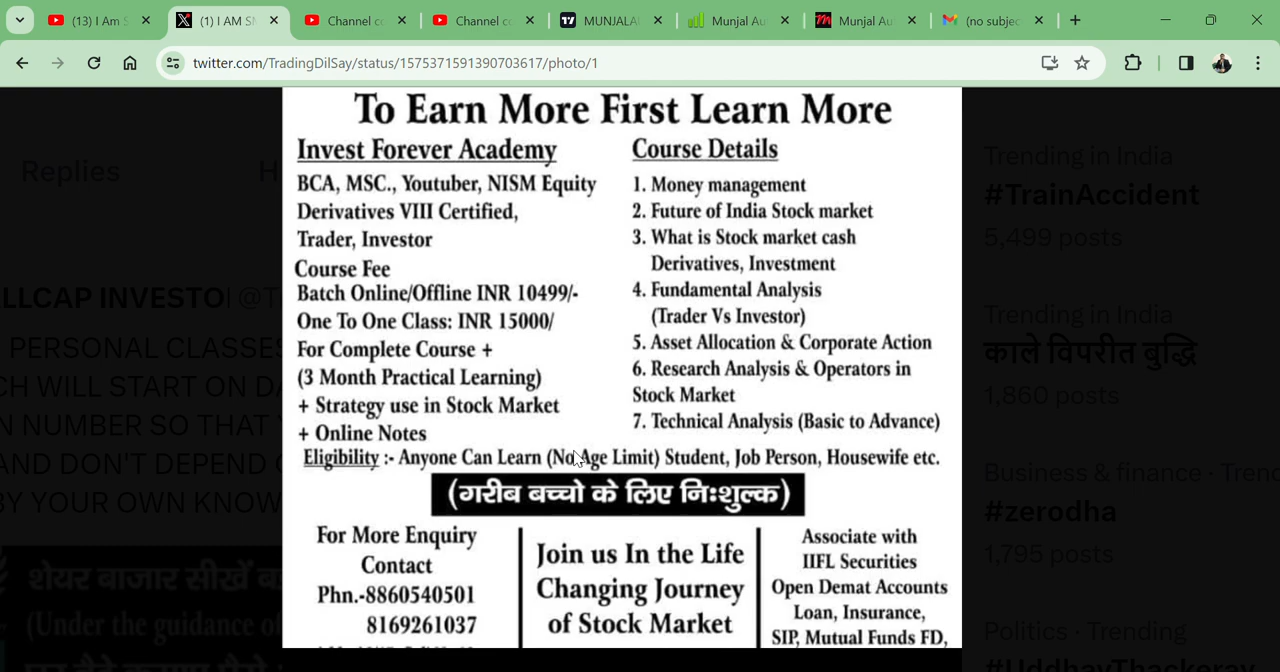 (13) I Am S
(1) I AM SM
Channel co
Channel co
MUNJALA
Munjal Au
Munjal Au
(no subjec
twitter.com/TradingDilSay/status/1575371591390703617/photo/1
To Earn More First Learn More
Invest Forever Academy
BCA, MSC., Youtuber, NISM Equity
Derivatives VIII Certified,
Trader, Investor
Course Fee
Batch Online/Offline INR 10499/-
One To One Class: INR 15000/
For Complete Course +
(3 Month Practical Learning)
+ Strategy use in Stock Market
+ Online Notes
Course Details
1. Money management
2. Future of India Stock market
3. What is Stock market cash
Derivatives, Investment
4. Fundamental Analysis
(Trader Vs Investor)
5. Asset Allocation & Corporate Action
6. Research Analysis & Operators in
Stock Market
7. Technical Analysis (Basic to Advance)
Eligibility :- Anyone Can Learn (No Age Limit) Student, Job Person, Housewife etc.
(गरीब बच्चो के लिए निःशुल्क)
For More Enquiry
Contact
Phn.-8860540501
8169261037
Join us In the Life
Changing Journey
of Stock Market
Associate with
IIFL Securities
Open Demat Accounts
Loan, Insurance,
SIP, Mutual Funds FD,
Replies
H
LLCAP INVESTO @T
PERSONAL CLASSES
CH WILL START ON DA
N NUMBER SO THAT
AND DON'T DEPEND O
BY YOUR OWN KNOW
शेयर बाजार सीखें
(Under the guidance of
Trending in India
#TrainAccident
5,499 posts
Trending in India
काले विपरीत बुद्धि
1,860 posts
Business & finance · Trend
#zerodha
1,795 posts
Politics · Trending
#UddhavThackeray